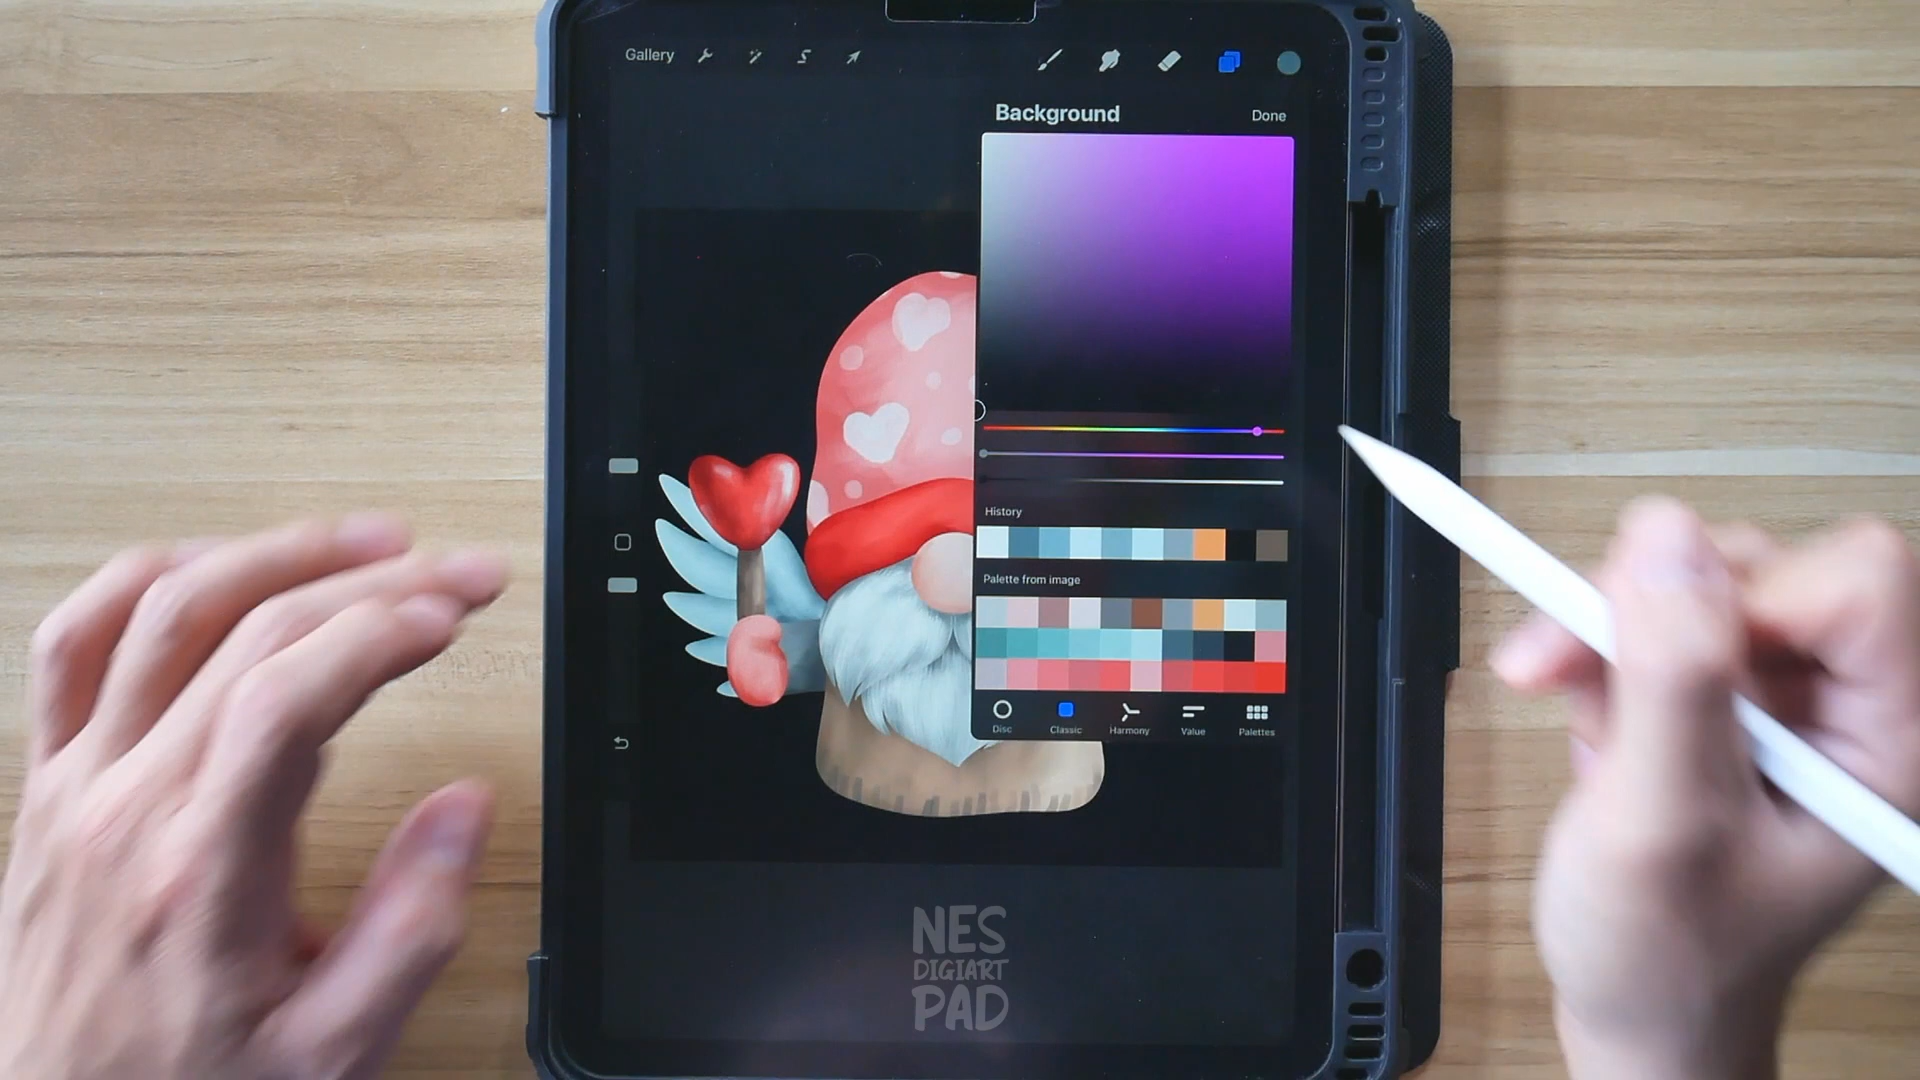 Gallery
Background
Done
History
Palette from image
Disc
Classic
Harmony
Value
Palettes
NES
DIGIART
PAD